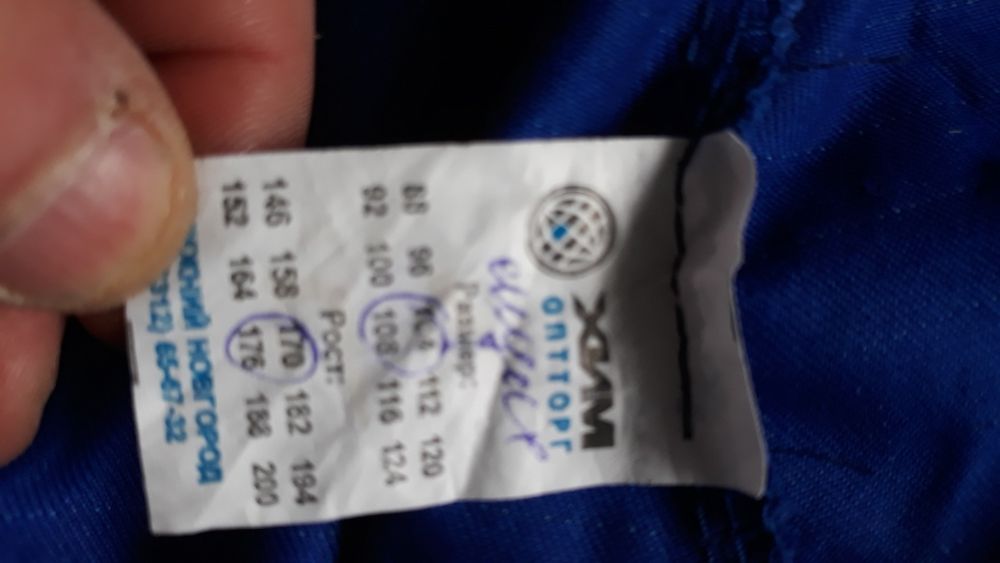 ХИМ
ОПТТОРГ
Размер:
88 96 104 112 120
92 100 108 116 124
Рост:
146 158 170 182 194
152 164 176 188 200
НОВГОРОД
312) 65-67-32